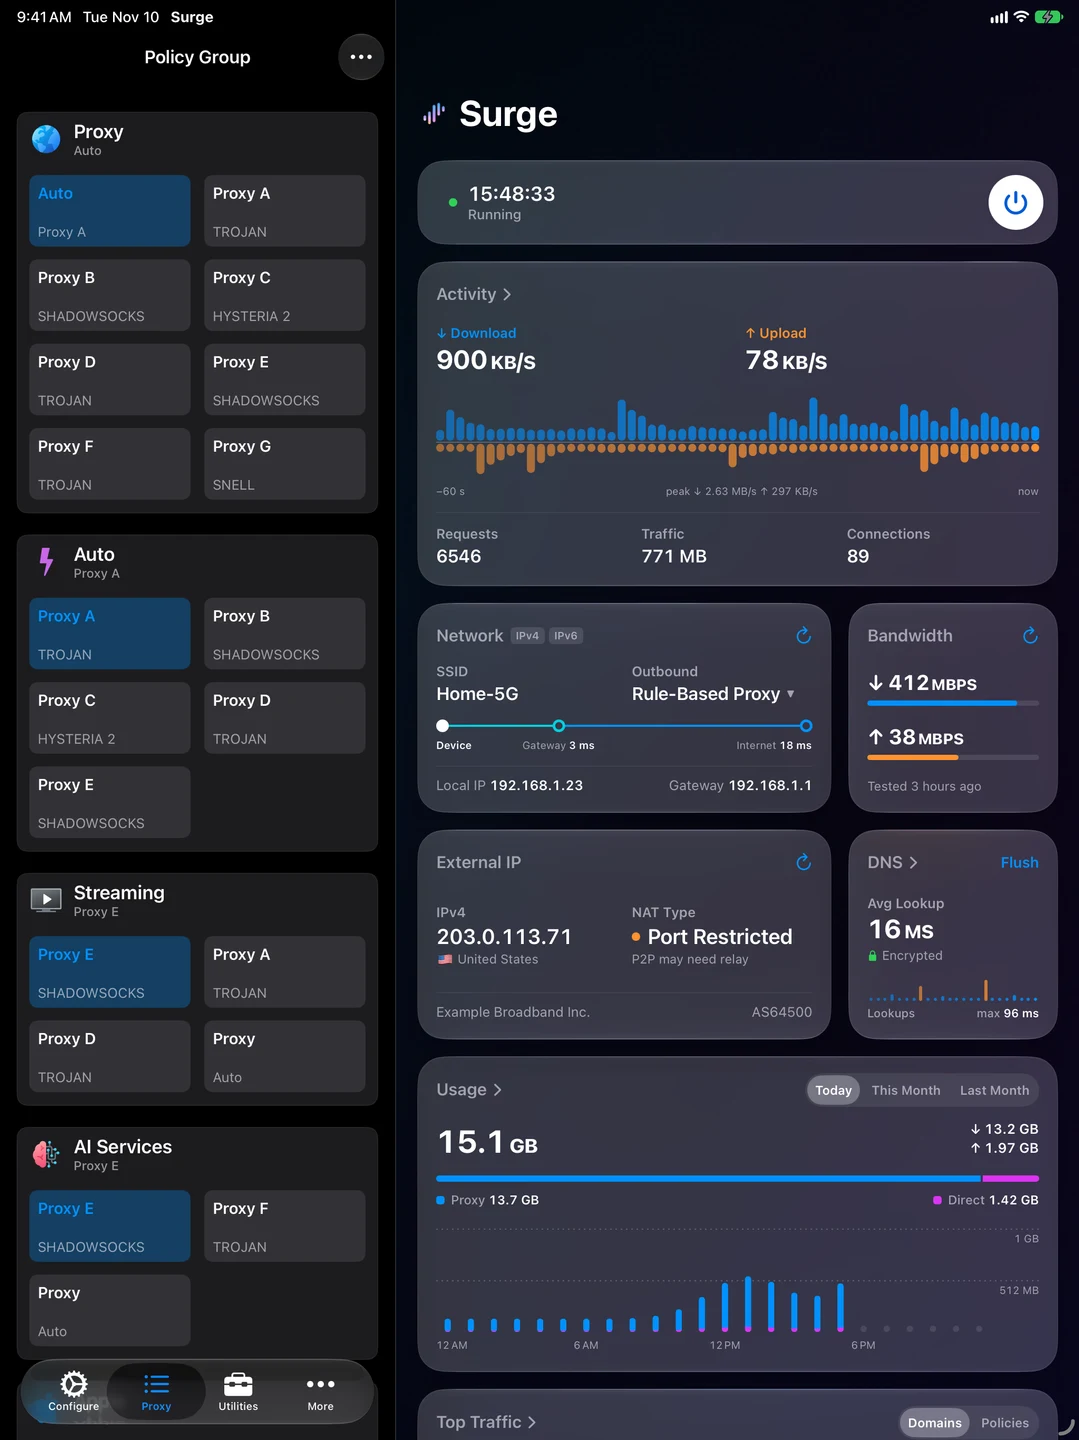 9:41 AM Tue Nov 10 Surge
Policy Group
Proxy
Auto
Auto
Proxy A
Proxy A
TROJAN
Proxy B
SHADOWSOCKS
Proxy C
HYSTERIA 2
Proxy D
TROJAN
Proxy E
SHADOWSOCKS
Proxy F
TROJAN
Proxy G
SNELL
Auto
Proxy A
Proxy A
TROJAN
Proxy B
SHADOWSOCKS
Proxy C
HYSTERIA 2
Proxy D
TROJAN
Proxy E
SHADOWSOCKS
Streaming
Proxy E
Proxy E
SHADOWSOCKS
Proxy A
TROJAN
Proxy D
TROJAN
Proxy
Auto
AI Services
Proxy E
Proxy E
SHADOWSOCKS
Proxy F
TROJAN
Proxy
Auto
Configure
Proxy
Utilities
More
Surge
15:48:33
Running
Activity
↓ Download
900 KB/S
↑ Upload
78 KB/S
−60 s
peak ↓ 2.63 MB/s ↑ 297 KB/s
now
Requests
6546
Traffic
771 MB
Connections
89
Network IPv4 IPv6
SSID
Home-5G
Outbound
Rule-Based Proxy ▼
Device
Gateway 3 ms
Internet 18 ms
Local IP 192.168.1.23
Gateway 192.168.1.1
Bandwidth
↓ 412 MBPS
↑ 38 MBPS
Tested 3 hours ago
External IP
IPv4
203.0.113.71
United States
NAT Type
Port Restricted
P2P may need relay
Example Broadband Inc.
AS64500
DNS
Flush
Avg Lookup
16 MS
Encrypted
Lookups
max 96 ms
Usage
Today
This Month
Last Month
15.1 GB
↓ 13.2 GB
↑ 1.97 GB
Proxy 13.7 GB
Direct 1.42 GB
1 GB
512 MB
12 AM
6 AM
12 PM
6 PM
Top Traffic
Domains
Policies